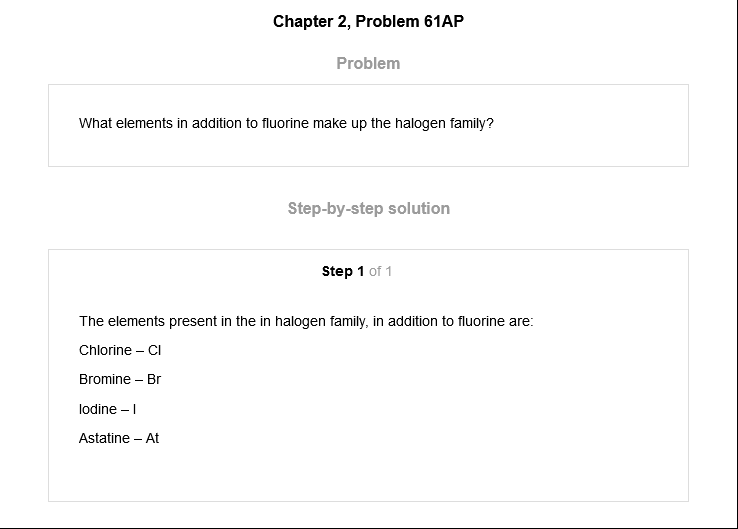 Chapter 2, Problem 61AP
Problem
What elements in addition to fluorine make up the halogen family?
Step-by-step solution
Step 1 of 1
The elements present in the in halogen family, in addition to fluorine are:
Chlorine – Cl
Bromine – Br
Iodine – I
Astatine – At